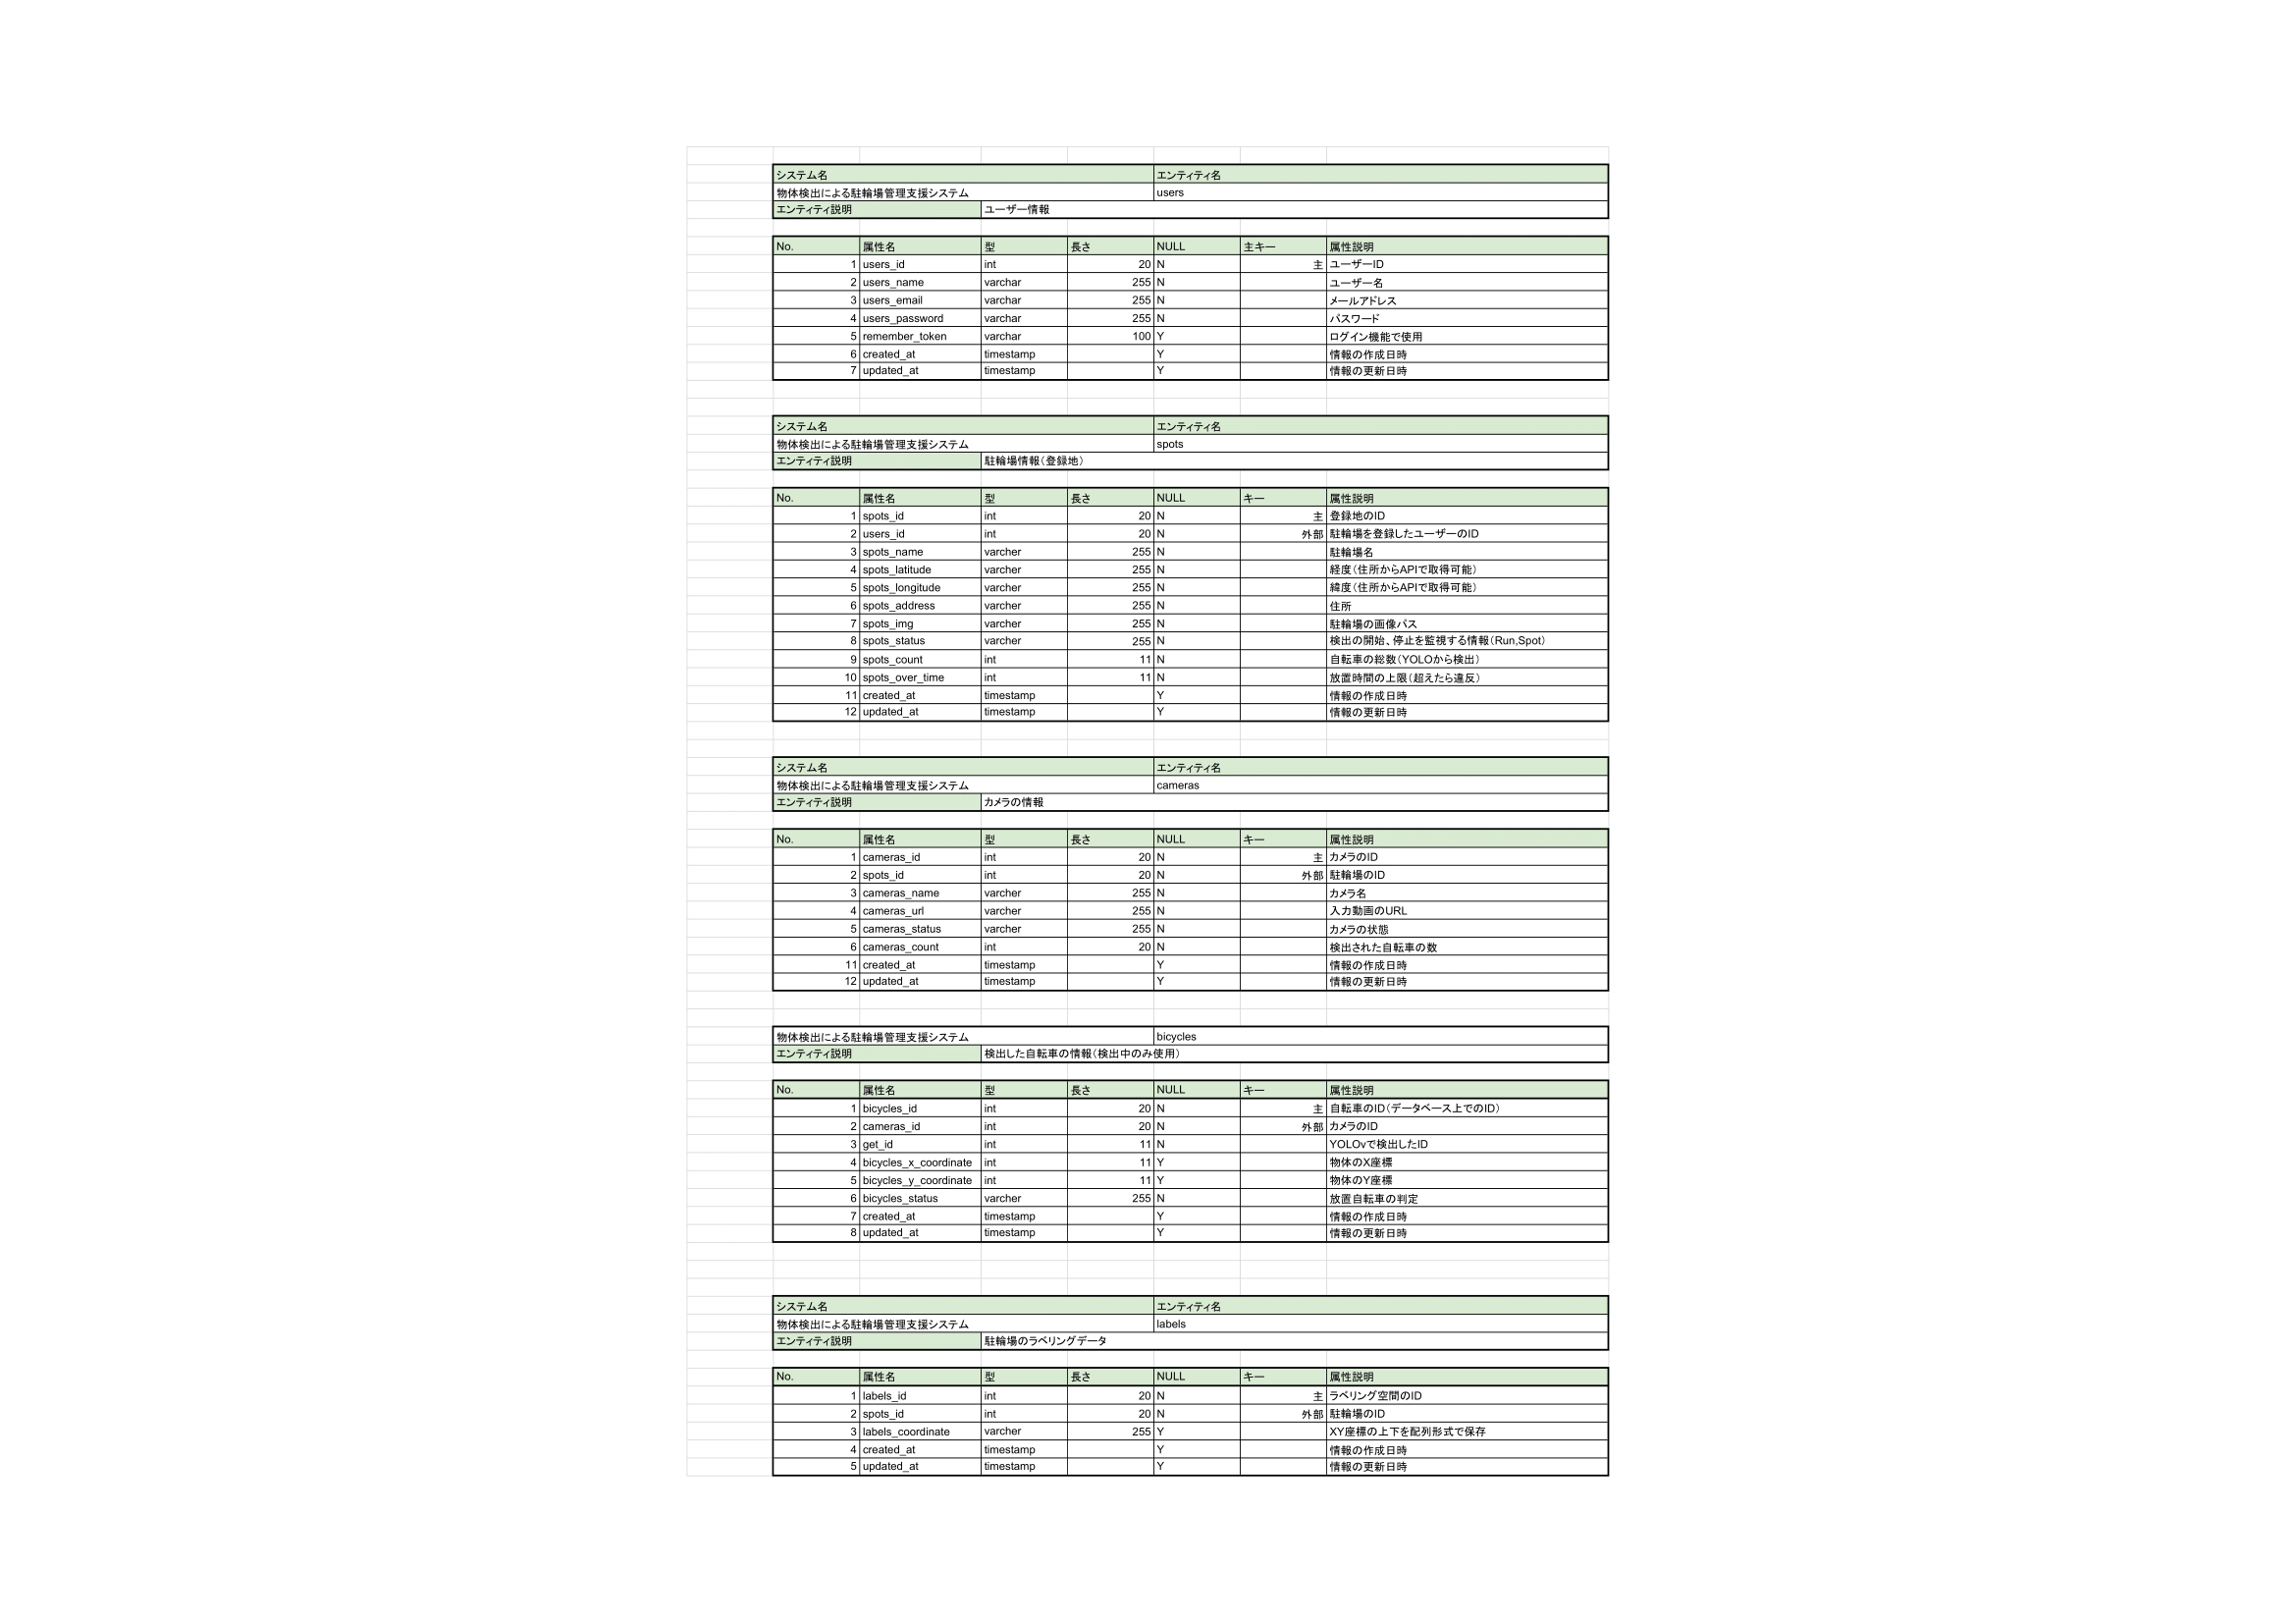 システム名 エンティティ名
物体検出による駐輪場管理支援システム users
エンティティ説明 ユーザー情報
No. 属性名 型 長さ NULL 主キー 属性説明
1 users_id int 20 N 主 ユーザーID
2 users_name varchar 255 N ユーザー名
3 users_email varchar 255 N メールアドレス
4 users_password varchar 255 N パスワード
5 remember_token varchar 100 Y ログイン機能で使用
6 created_at timestamp Y 情報の作成日時
7 updated_at timestamp Y 情報の更新日時
システム名 エンティティ名
物体検出による駐輪場管理支援システム spots
エンティティ説明 駐輪場情報（登録地）
No. 属性名 型 長さ NULL キー 属性説明
1 spots_id int 20 N 主 登録地のID
2 users_id int 20 N 外部 駐輪場を登録したユーザーのID
3 spots_name varcher 255 N 駐輪場名
4 spots_latitude varcher 255 N 経度（住所からAPIで取得可能）
5 spots_longitude varcher 255 N 緯度（住所からAPIで取得可能）
6 spots_address varcher 255 N 住所
7 spots_img varcher 255 N 駐輪場の画像パス
8 spots_status varcher 255 N 検出の開始、停止を監視する情報（Run,Spot）
9 spots_count int 11 N 自転車の総数（YOLOから検出）
10 spots_over_time int 11 N 放置時間の上限（超えたら違反）
11 created_at timestamp Y 情報の作成日時
12 updated_at timestamp Y 情報の更新日時
システム名 エンティティ名
物体検出による駐輪場管理支援システム cameras
エンティティ説明 カメラの情報
No. 属性名 型 長さ NULL キー 属性説明
1 cameras_id int 20 N 主 カメラのID
2 spots_id int 20 N 外部 駐輪場のID
3 cameras_name varcher 255 N カメラ名
4 cameras_url varcher 255 N 入力動画のURL
5 cameras_status varcher 255 N カメラの状態
6 cameras_count int 20 N 検出された自転車の数
11 created_at timestamp Y 情報の作成日時
12 updated_at timestamp Y 情報の更新日時
物体検出による駐輪場管理支援システム bicycles
エンティティ説明 検出した自転車の情報（検出中のみ使用）
No. 属性名 型 長さ NULL キー 属性説明
1 bicycles_id int 20 N 主 自転車のID（データベース上でのID）
2 cameras_id int 20 N 外部 カメラのID
3 get_id int 11 N YOLOvで検出したID
4 bicycles_x_coordinate int 11 Y 物体のX座標
5 bicycles_y_coordinate int 11 Y 物体のY座標
6 bicycles_status varcher 255 N 放置自転車の判定
7 created_at timestamp Y 情報の作成日時
8 updated_at timestamp Y 情報の更新日時
システム名 エンティティ名
物体検出による駐輪場管理支援システム labels
エンティティ説明 駐輪場のラベリングデータ
No. 属性名 型 長さ NULL キー 属性説明
1 labels_id int 20 N 主 ラベリング空間のID
2 spots_id int 20 N 外部 駐輪場のID
3 labels_coordinate varcher 255 Y XY座標の上下を配列形式で保存
4 created_at timestamp Y 情報の作成日時
5 updated_at timestamp Y 情報の更新日時